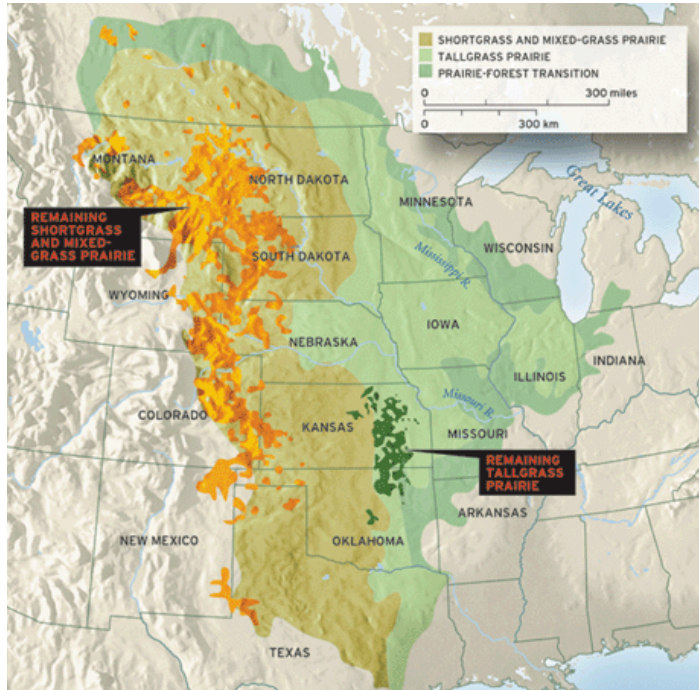 SHORTGRASS AND MIXED-GRASS PRAIRIE
TALLGRASS PRAIRIE
PRAIRIE-FOREST TRANSITION
0 300 miles
0 300 km
MONTANA
NORTH DAKOTA
MINNESOTA
Great Lakes
REMAINING
SHORTGRASS
AND MIXED-
GRASS PRAIRIE
SOUTH DAKOTA
WISCONSIN
Mississippi R.
WYOMING
IOWA
NEBRASKA
INDIANA
ILLINOIS
COLORADO
KANSAS
Missouri R.
MISSOURI
REMAINING
TALLGRASS
PRAIRIE
ARKANSAS
NEW MEXICO
OKLAHOMA
TEXAS